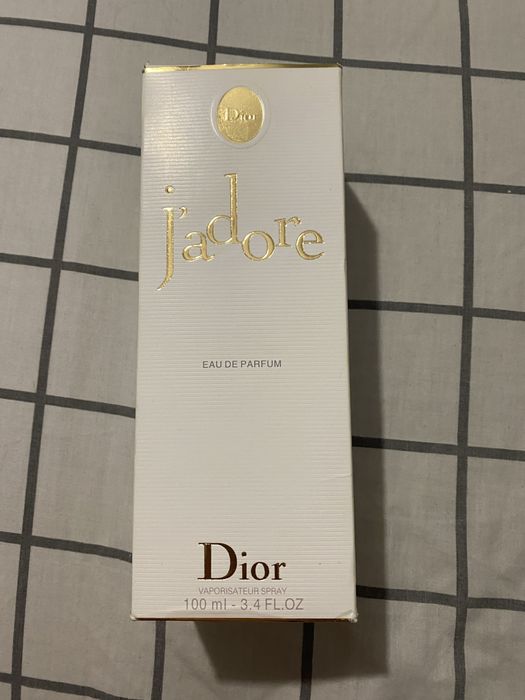 Dior
j'adore
EAU DE PARFUM
Dior
VAPORISATEUR SPRAY
100 ml - 3.4 FL.OZ